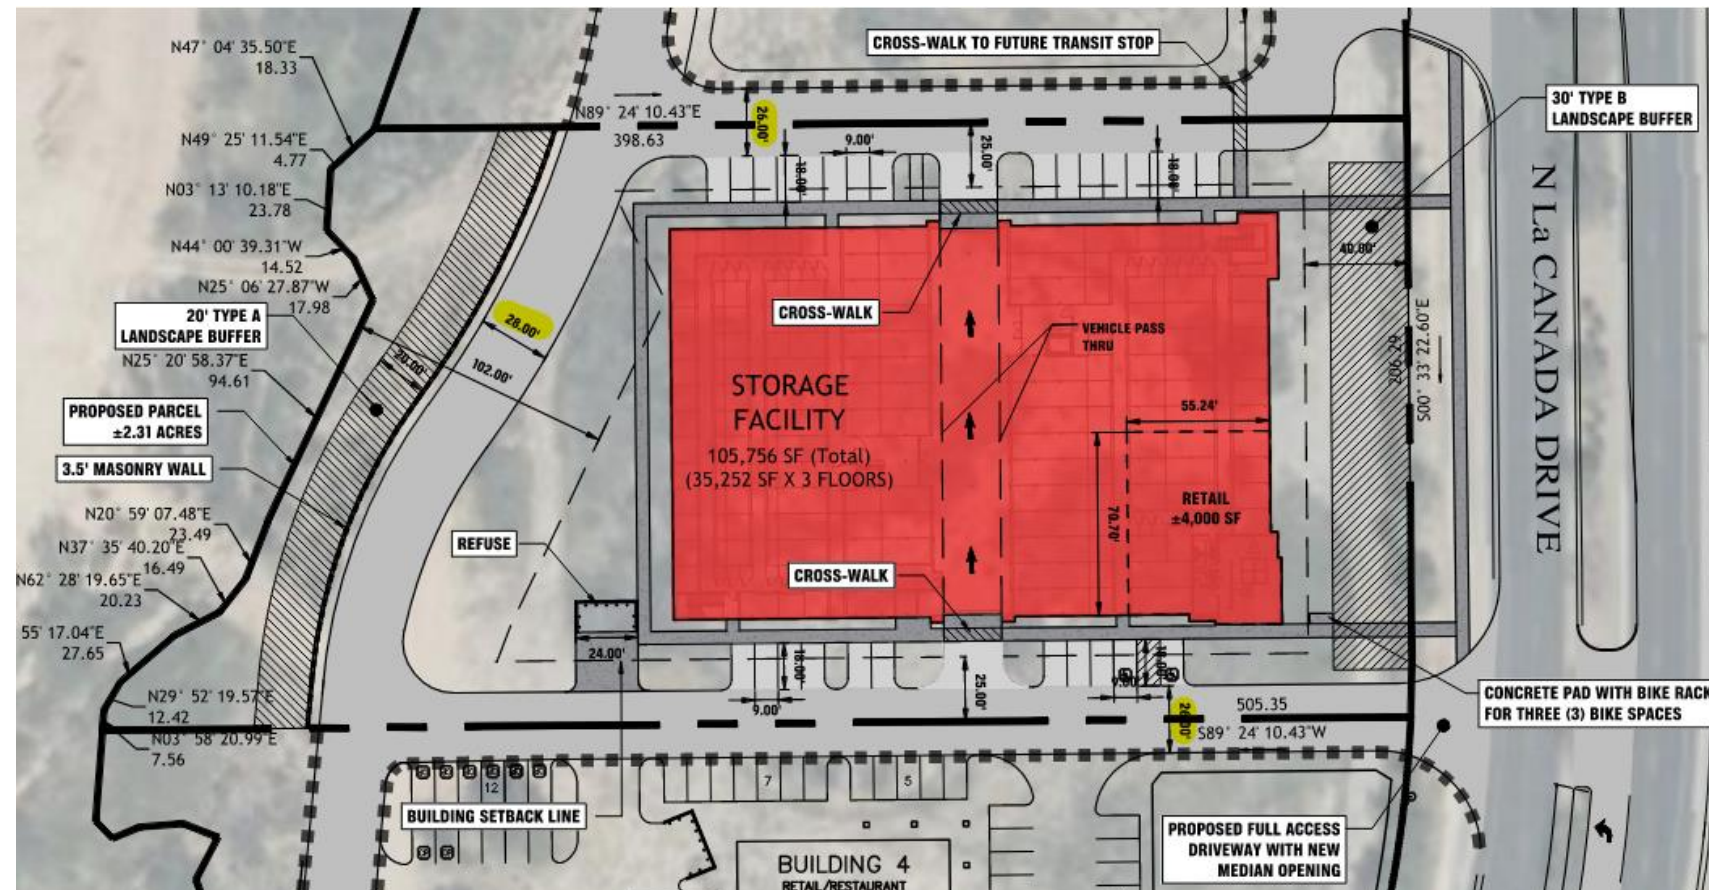 N47° 04' 35.50"E
18.33
CROSS-WALK TO FUTURE TRANSIT STOP
N89° 24' 10.43"E
398.63
26.00'
9.00'
25.00'
18.00'
18.00'
30' TYPE B
LANDSCAPE BUFFER
N49° 25' 11.54"E
4.77
N03° 13' 10.18"E
23.78
N44° 00' 39.31"W
14.52
N25° 06' 27.87"W
17.98
20' TYPE A
LANDSCAPE BUFFER
N25° 20' 58.37"E
94.61
PROPOSED PARCEL
±2.31 ACRES
3.5' MASONRY WALL
N20° 59' 07.48"E
23.49
N37° 35' 40.20"E
16.49
N62° 28' 19.65"E
20.23
55' 17.04"E
27.65
N29° 52' 19.57"E
12.42
N03° 58' 20.99"E
7.56
28.00'
20.00'
102.00'
CROSS-WALK
VEHICLE PASS
THRU
STORAGE
FACILITY
105,756 SF (Total)
(35,252 SF X 3 FLOORS)
55.24'
70.70'
RETAIL
±4,000 SF
CROSS-WALK
REFUSE
24.00'
40.00'
206.29
S00° 33' 22.60"E
N La CANADA DRIVE
18.00'
9.00'
25.00'
18.00'
9.00'
26.00'
505.35
S89° 24' 10.43"W
CONCRETE PAD WITH BIKE RACK
FOR THREE (3) BIKE SPACES
12
7
5
BUILDING SETBACK LINE
BUILDING 4
RETAIL/RESTAURANT
PROPOSED FULL ACCESS
DRIVEWAY WITH NEW
MEDIAN OPENING